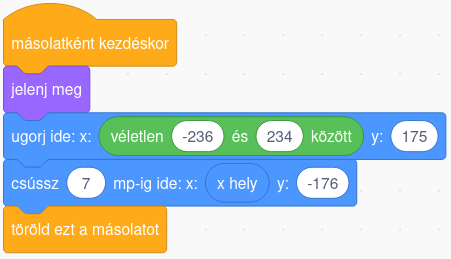 másolatként kezdéskor
jelenj meg
ugorj ide: x: véletlen -236 és 234 között y: 175
csússz 7 mp-ig ide: x: x hely y: -176
töröld ezt a másolatot